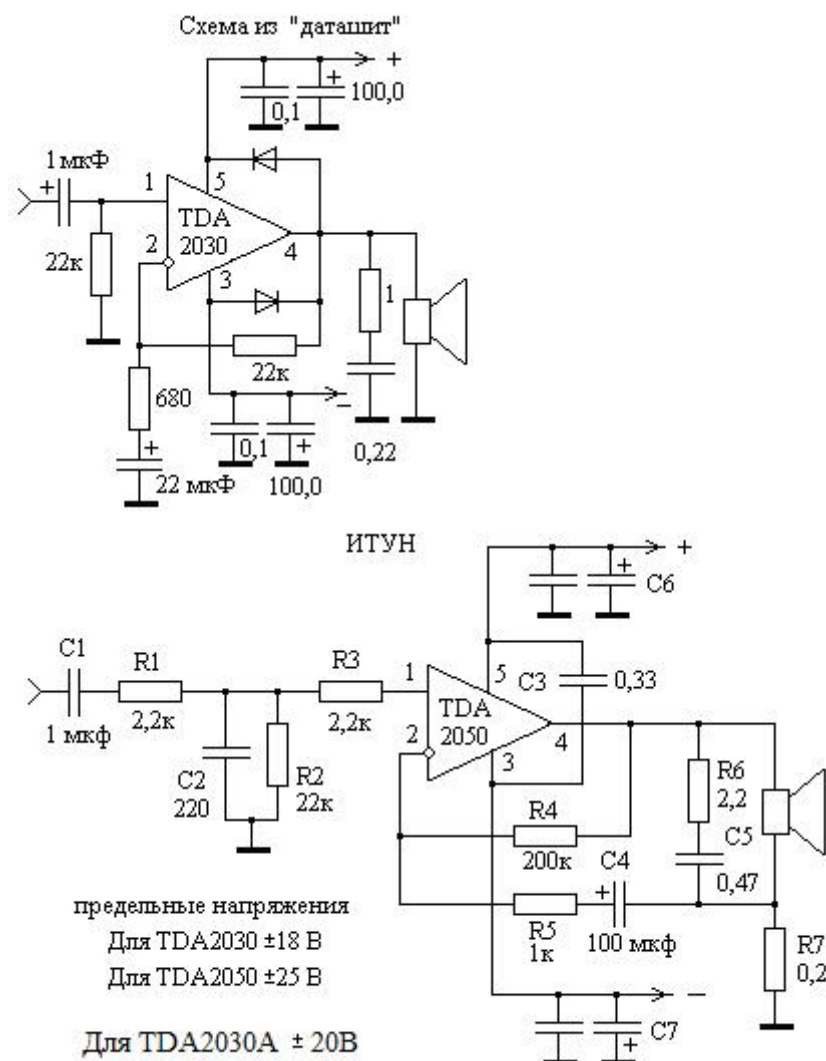 Схема из "даташит"
+
+
0,1
100,0
1 мкФ
+
1
5
TDA
2030
2
4
3
22к
1
22к
680
−
+
0,1
+
22 мкФ
100,0
0,22
ИТУН
+
+
C6
C1
R1
R3
1
5
C3
0,33
2,2к
2,2к
1 мкф
TDA
2050
2
4
3
C2
220
R2
22к
R6
2,2
R4
200к
C4
C5
0,47
+
R5
1к
100 мкф
R7
0,2
предельные напряжения
Для TDA2030 ±18 В
Для TDA2050 ±25 В
−
C7
+
Для TDA2030A ± 20В